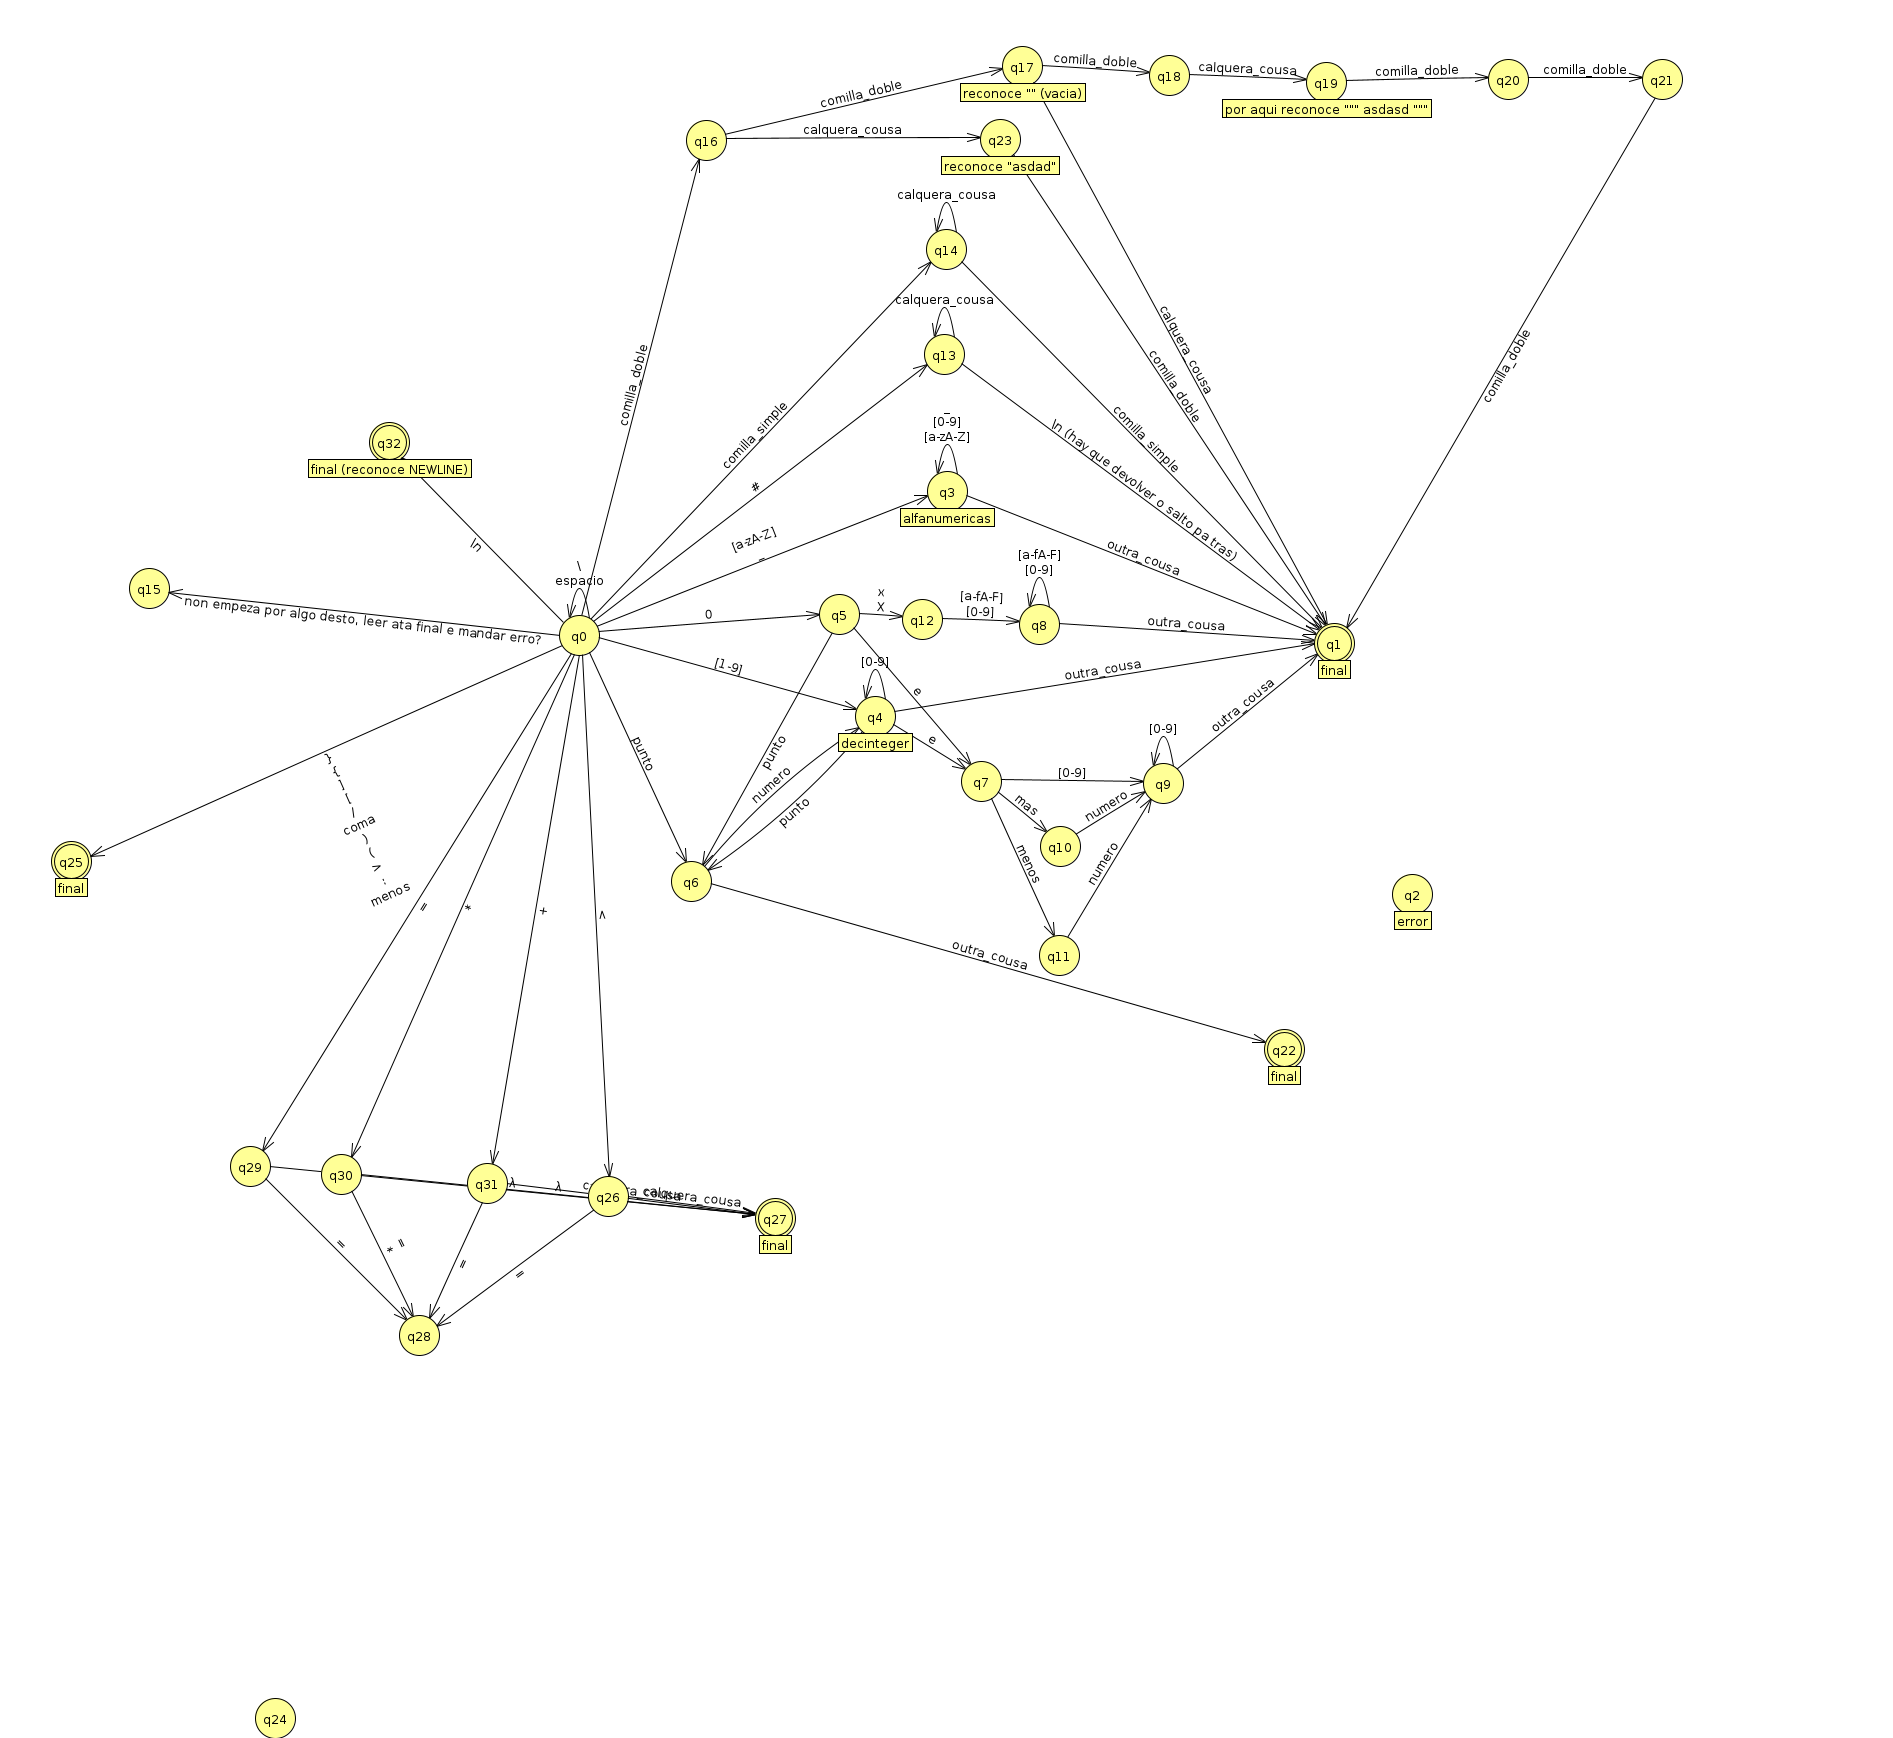 q17
comilla_doble
q18
calquera_cousa
q19
comilla_doble
q20
comilla_doble
q21
reconoce "" (vacia)
por aqui reconoce """ asdasd """
comilla_doble
q16
calquera_cousa
q23
reconoce "asdad"
calquera_cousa
q14
calquera_cousa
q13
calquera_cousa
comilla_doble
comilla_doble
comilla_doble
comilla_simple
comilla_simple
#
\n (hay que devolver o salto pa tras)
_
[0-9]
[a-zA-Z]
q3
alfanumericas
outra_cousa
[a-zA-Z]
_
q32
final (reconoce NEWLINE)
\n
\
espacio
q15
non empeza por algo desto, leer ata final e mandar erro?
q0
0
q5
x
X
q12
[a-fA-F]
[0-9]
[a-fA-F]
[0-9]
q8
outra_cousa
q1
final
[1-9]
[0-9]
q4
decinteger
outra_cousa
e
e
outra_cousa
punto
punto
numero
punto
q7
[0-9]
[0-9]
q9
mas
numero
q10
menos
numero
q11
q6
outra_cousa
q2
error
q22
final
}
{
]
[
coma
)
(
^
:
menos
q25
final
=
*
+
<
q29
q30
q31
λ
λ
calquera_cousa
q26
q27
final
=
*
=
=
=
q28
q24